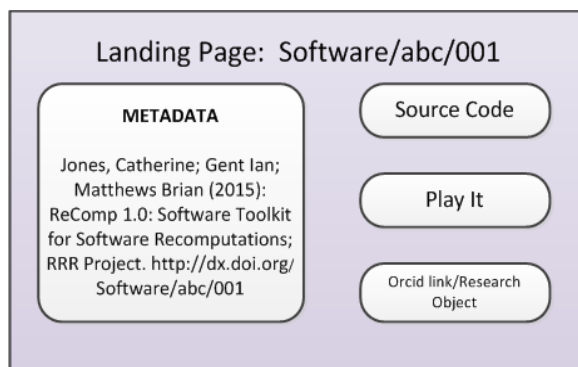 Landing Page:  Software/abc/001
METADATA
Jones, Catherine; Gent Ian;
Matthews Brian (2015):
ReComp 1.0: Software Toolkit
for Software Recomputations;
RRR Project. http://dx.doi.org/
Software/abc/001
Source Code
Play It
Orcid link/Research
Object